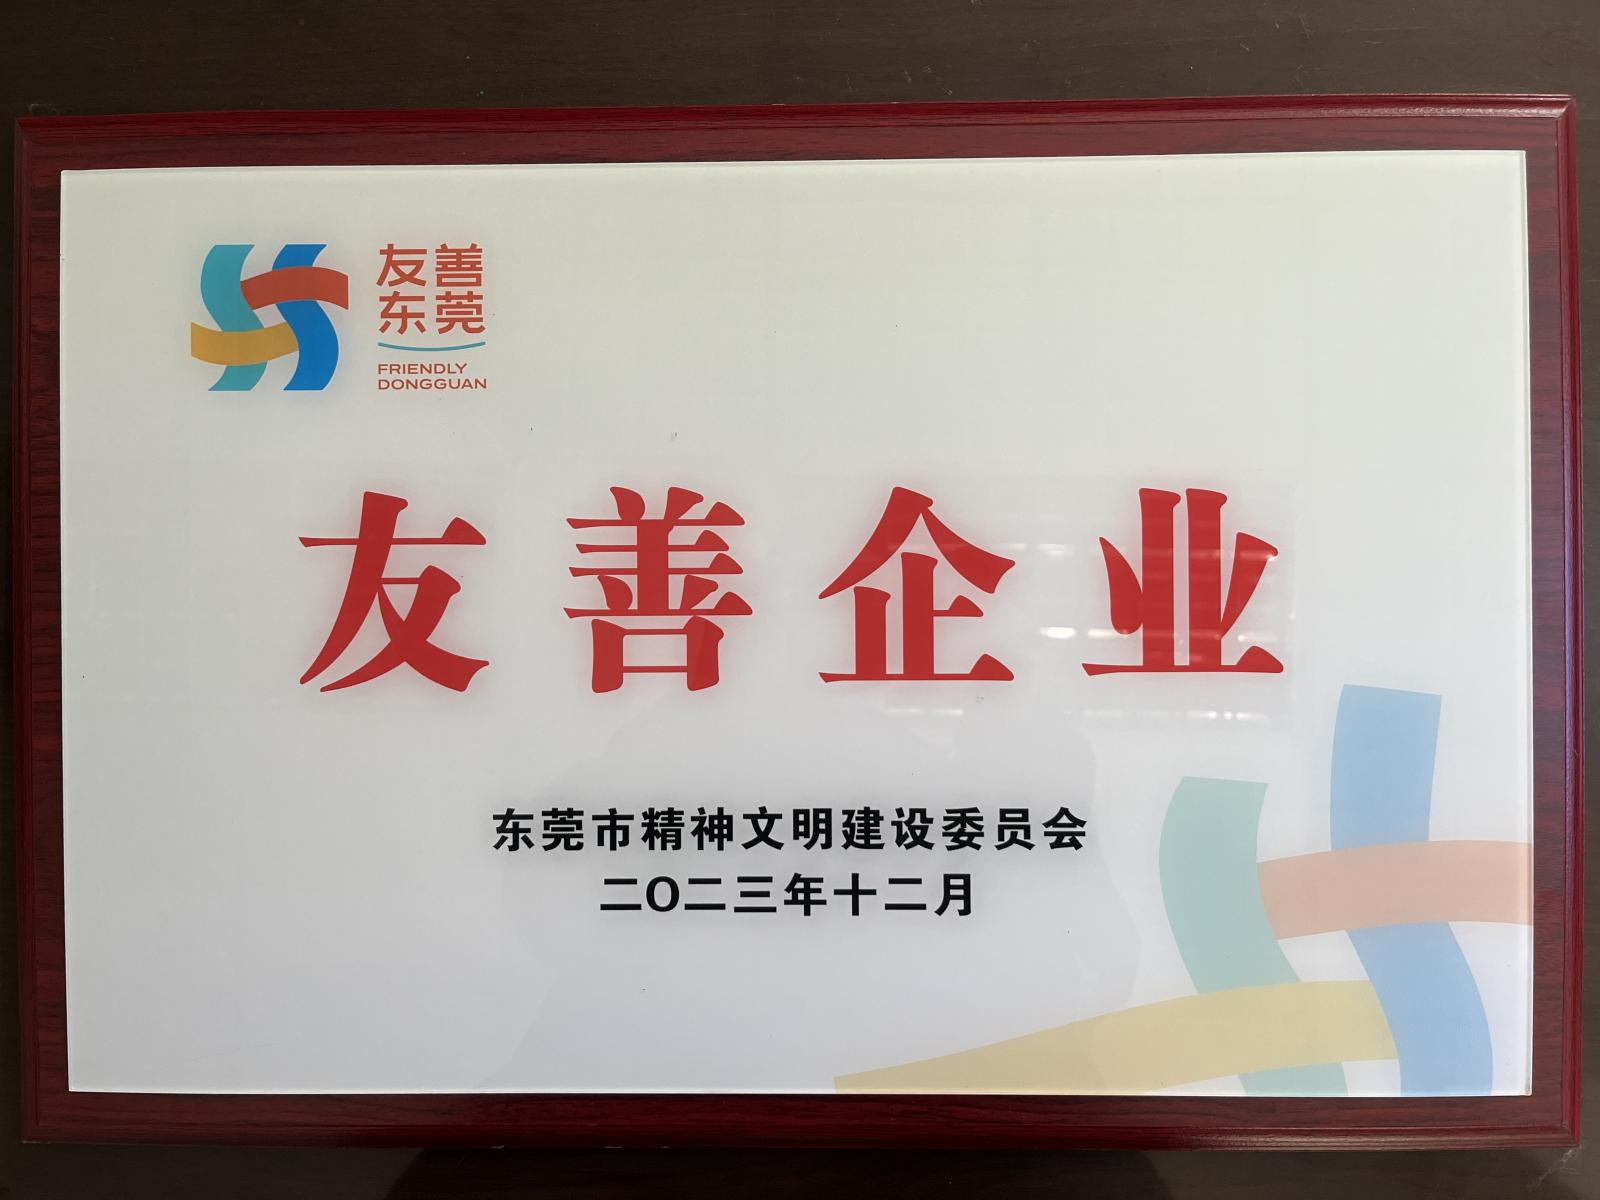 友善
东莞
FRIENDLY
DONGGUAN
友善企业
东莞市精神文明建设委员会
二〇二三年十二月